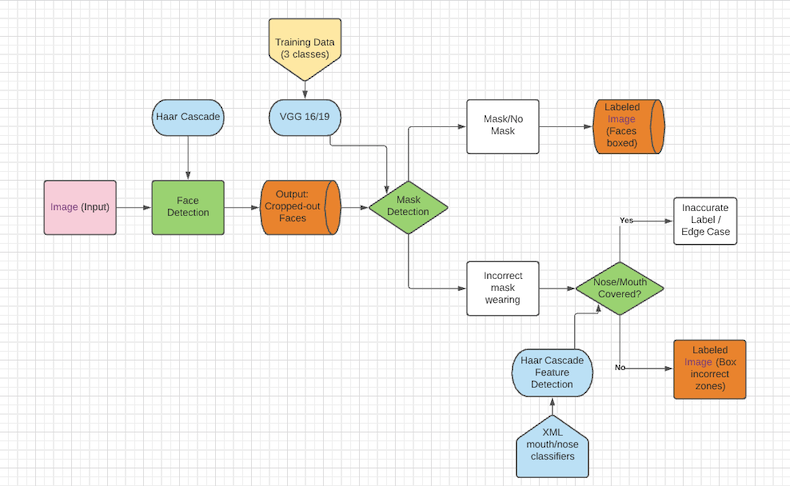 Training Data
(3 classes)
Haar Cascade
VGG 16/19
Mask/No
Mask
Labeled
Image
(Faces
boxed)
Image (Input)
Face
Detection
Output:
Cropped-out
Faces
Mask
Detection
Inaccurate
Label /
Edge Case
Yes
Incorrect
mask
wearing
Nose/Mouth
Covered?
Haar Cascade
Feature
Detection
No
Labeled
Image (Box
incorrect
zones)
XML
mouth/nose
classifiers